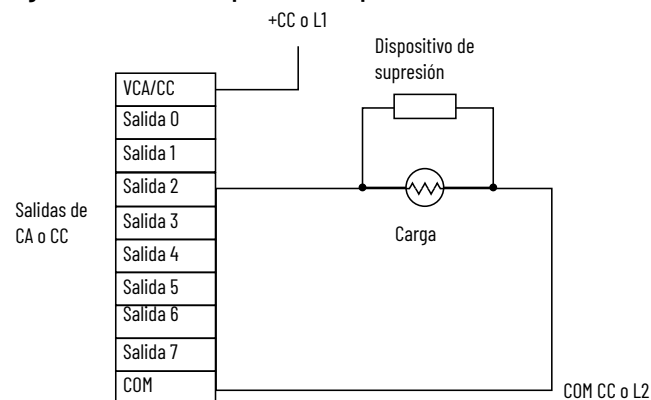 +CC o L1
Dispositivo de
supresión
VCA/CC
Salida 0
Salida 1
Salida 2
Salida 3
Salida 4
Salida 5
Salida 6
Salida 7
COM
Salidas de
CA o CC
Carga
COM CC o L2